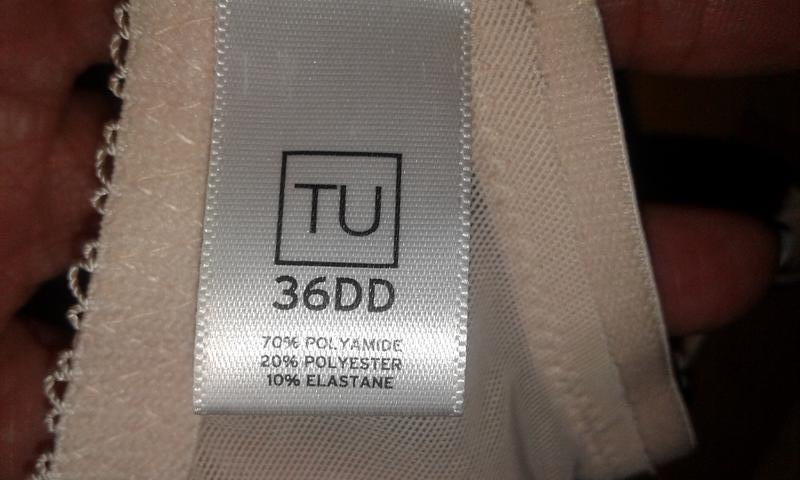 TU
36DD
70% POLYAMIDE
20% POLYESTER
10% ELASTANE